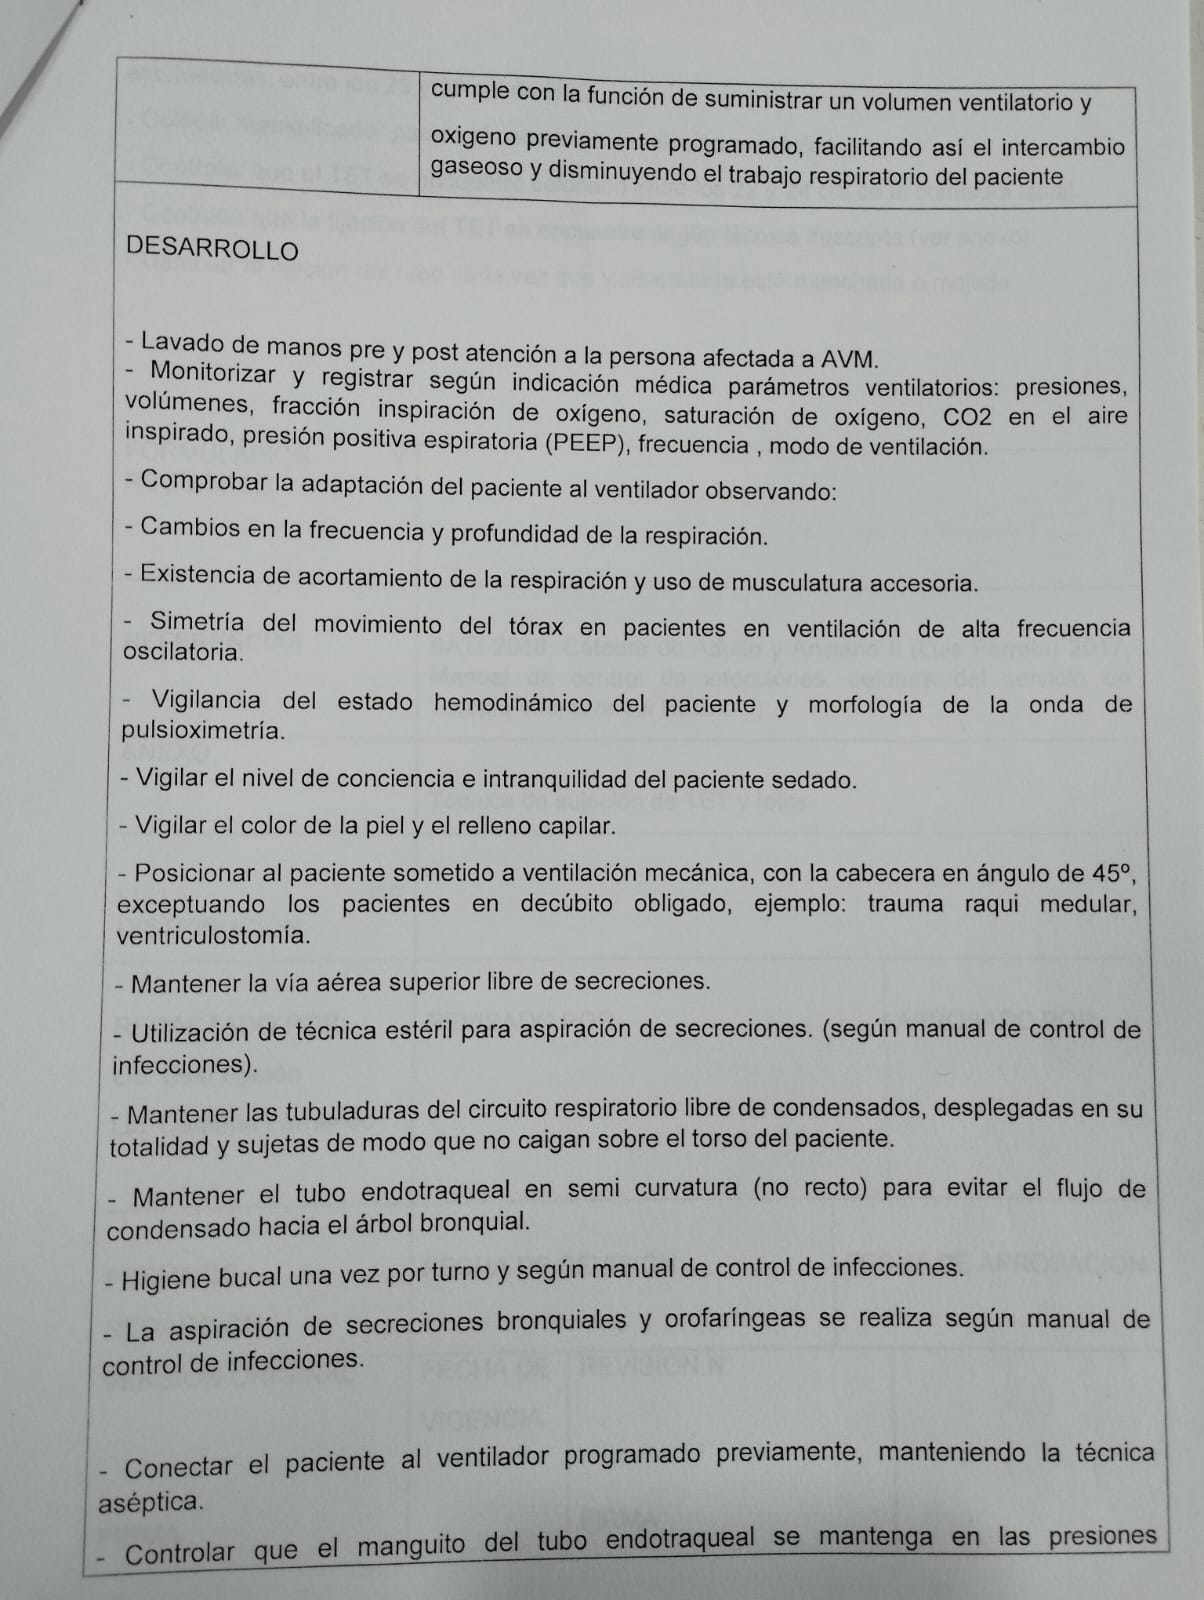 cumple con la función de suministrar un volumen ventilatorio y
oxigeno previamente programado, facilitando así el intercambio
gaseoso y disminuyendo el trabajo respiratorio del paciente
DESARROLLO
- Lavado de manos pre y post atención a la persona afectada a AVM.
- Monitorizar y registrar según indicación médica parámetros ventilatorios: presiones,
volúmenes, fracción inspiración de oxígeno, saturación de oxígeno, CO2 en el aire
inspirado, presión positiva espiratoria (PEEP), frecuencia , modo de ventilación.
- Comprobar la adaptación del paciente al ventilador observando:
- Cambios en la frecuencia y profundidad de la respiración.
- Existencia de acortamiento de la respiración y uso de musculatura accesoria.
- Simetría del movimiento del tórax en pacientes en ventilación de alta frecuencia
oscilatoria.
- Vigilancia del estado hemodinámico del paciente y morfología de la onda de
pulsioximetría.
- Vigilar el nivel de conciencia e intranquilidad del paciente sedado.
- Vigilar el color de la piel y el relleno capilar.
- Posicionar al paciente sometido a ventilación mecánica, con la cabecera en ángulo de 45º,
exceptuando los pacientes en decúbito obligado, ejemplo: trauma raqui medular,
ventriculostomía.
- Mantener la vía aérea superior libre de secreciones.
- Utilización de técnica estéril para aspiración de secreciones. (según manual de control de
infecciones).
- Mantener las tubuladuras del circuito respiratorio libre de condensados, desplegadas en su
totalidad y sujetas de modo que no caigan sobre el torso del paciente.
- Mantener el tubo endotraqueal en semi curvatura (no recto) para evitar el flujo de
condensado hacia el árbol bronquial.
- Higiene bucal una vez por turno y según manual de control de infecciones.
- La aspiración de secreciones bronquiales y orofaríngeas se realiza según manual de
control de infecciones.
- Conectar el paciente al ventilador programado previamente, manteniendo la técnica
aséptica.
- Controlar que el manguito del tubo endotraqueal se mantenga en las presiones